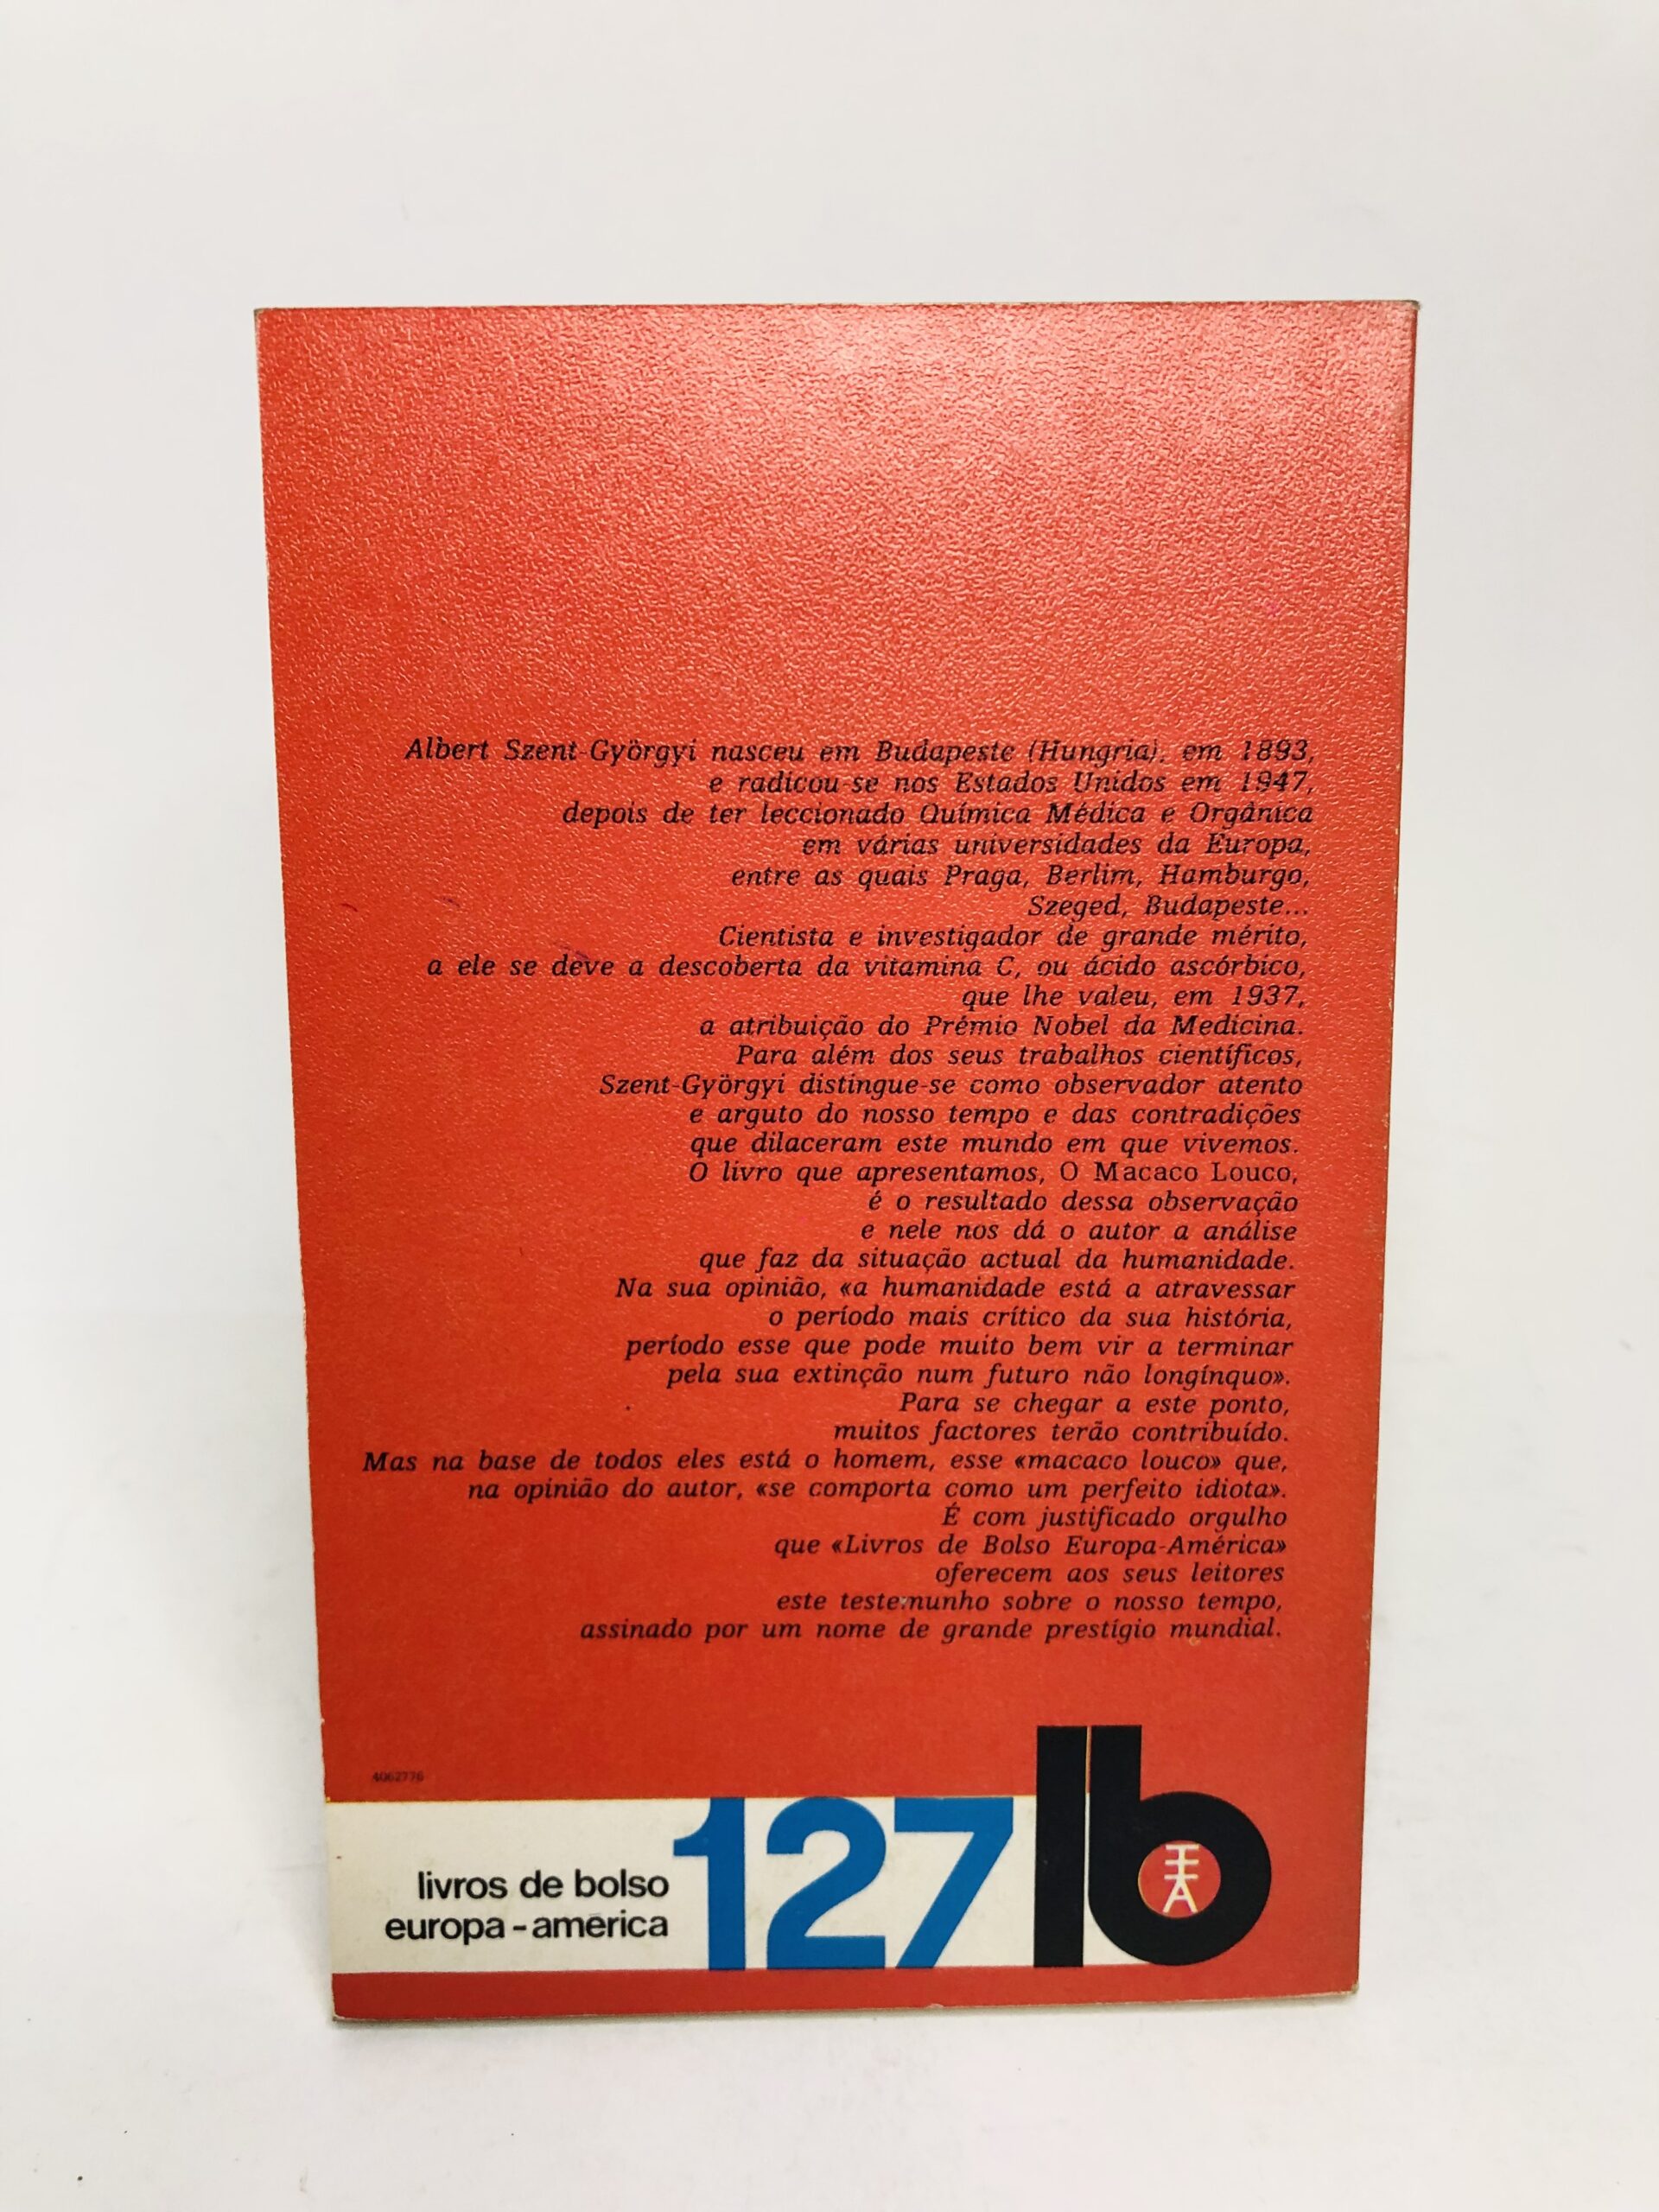 Albert Szent-Györgyi nasceu em Budapeste (Hungria), em 1893,
e radicou-se nos Estados Unidos em 1947,
depois de ter leccionado Química Médica e Orgânica
em várias universidades da Europa,
entre as quais Praga, Berlim, Hamburgo,
Szeged, Budapeste...
Cientista e investigador de grande mérito,
a ele se deve a descoberta da vitamina C, ou ácido ascórbico,
que lhe valeu, em 1937,
a atribuição do Prémio Nobel da Medicina.
Para além dos seus trabalhos científicos,
Szent-Györgyi distingue-se como observador atento
e arguto do nosso tempo e das contradições
que dilaceram este mundo em que vivemos.
O livro que apresentamos, O Macaco Louco,
é o resultado dessa observação
e nele nos dá o autor a análise
que faz da situação actual da humanidade.
Na sua opinião, «a humanidade está a atravessar
o período mais crítico da sua história,
período esse que pode muito bem vir a terminar
pela sua extinção num futuro não longínquo».
Para se chegar a este ponto,
muitos factores terão contribuído.
Mas na base de todos eles está o homem, esse «macaco louco» que,
na opinião do autor, «se comporta como um perfeito idiota».
É com justificado orgulho
que «Livros de Bolso Europa-América»
oferecem aos seus leitores
este testemunho sobre o nosso tempo,
assinado por um nome de grande prestígio mundial.
4062776
livros de bolso
europa-américa
127
lb
EA